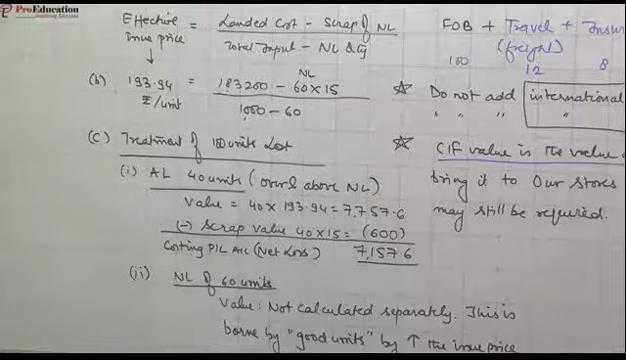 ProEducation
Effective = Landed Cost - Scrap of NL
issue price Total Input - NL Qty
FOB + Travel + Insur
(freight)
100 12 8
(b) 193.94 = 183200 - 60 x 15
NL
₹/unit 1000 - 60
☆ Do not add international
" " " "
(C) Treatment of 100 units Lost
☆ CIF value is the value
bring it to our stores
may still be required.
(i) AL 40 units (over & above NL)
Value = 40 x 193.94 = 7,757.6
(-) Scrap value 40 x 15 = (600)
Costing P/L A/c (Net Loss) 7,157.6
(ii) NL of 60 units
Value: Not calculated separately. This is
borne by "good units" by ↑ the issue price